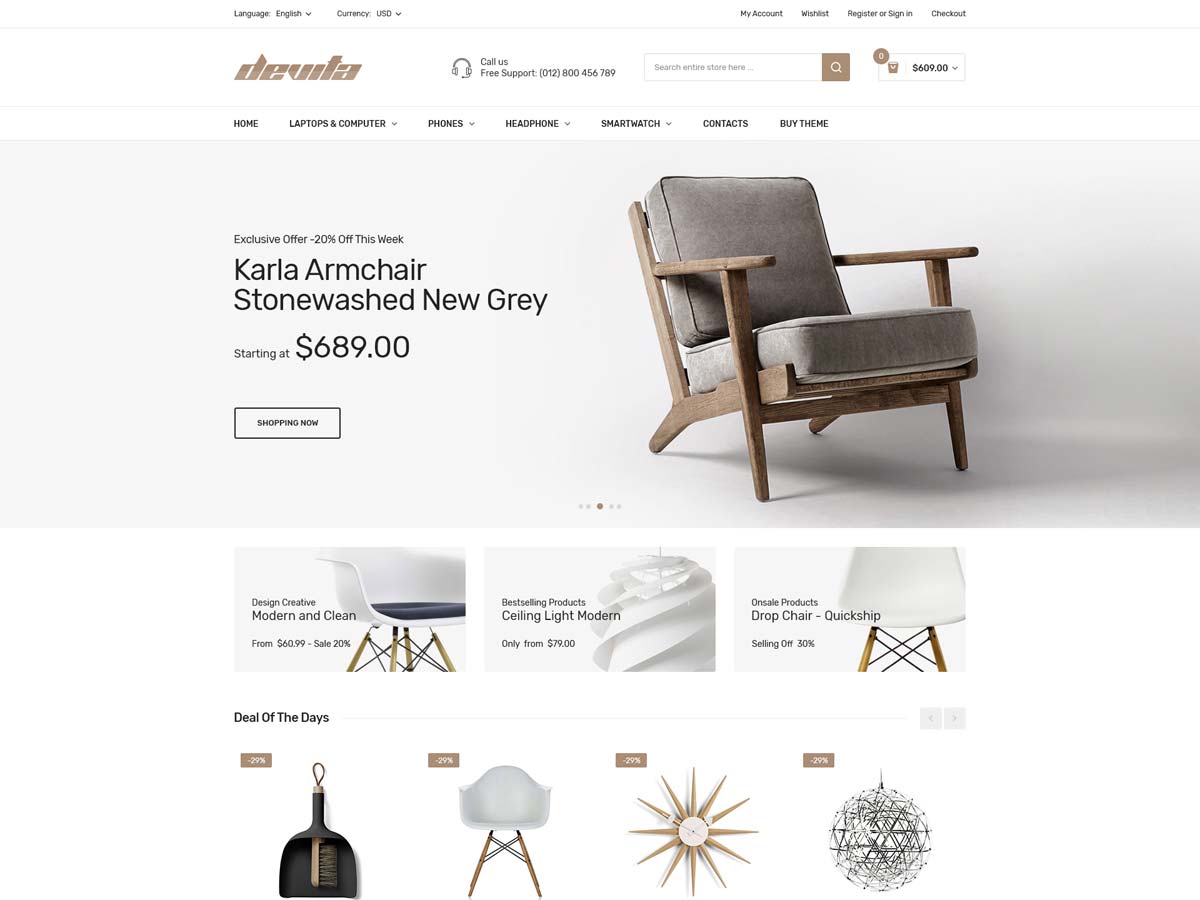 Language: English
Currency: USD
My Account
Wishlist
Register or Sign in
Checkout
devita
Call us
Free Support: (012) 800 456 789
Search entire store here ...
0
$609.00
HOME
LAPTOPS & COMPUTER
PHONES
HEADPHONE
SMARTWATCH
CONTACTS
BUY THEME
Exclusive Offer -20% Off This Week
Karla Armchair
Stonewashed New Grey
Starting at $689.00
SHOPPING NOW
Design Creative
Modern and Clean
From $60.99 - Sale 20%
Bestselling Products
Ceiling Light Modern
Only from $79.00
Onsale Products
Drop Chair - Quickship
Selling Off 30%
Deal Of The Days
-29%
-29%
-29%
-29%